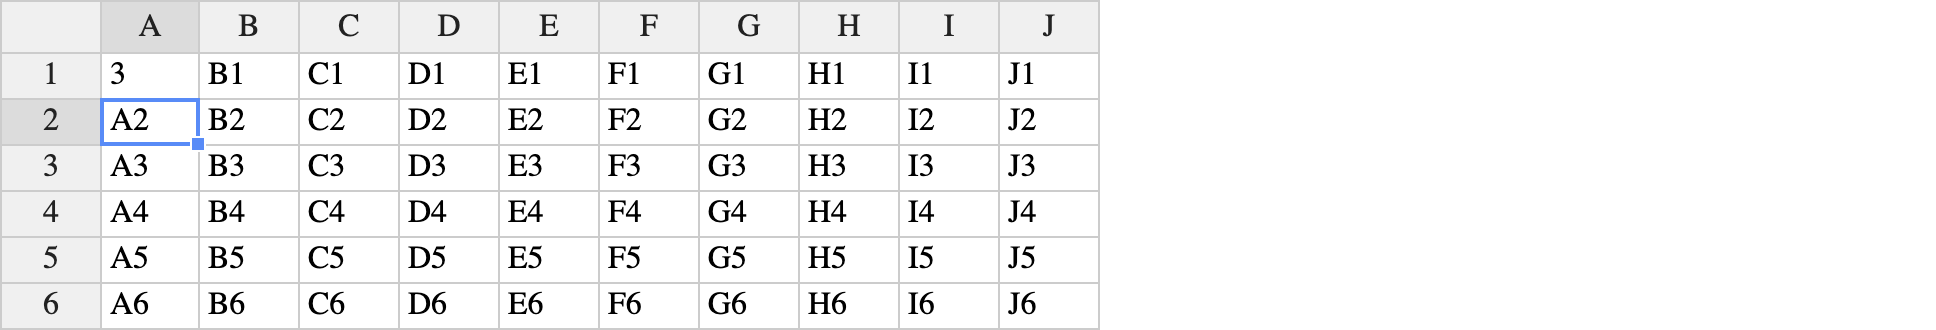 A B C D E F G H I J
1 3 B1 C1 D1 E1 F1 G1 H1 I1 J1
2 A2 B2 C2 D2 E2 F2 G2 H2 I2 J2
3 A3 B3 C3 D3 E3 F3 G3 H3 I3 J3
4 A4 B4 C4 D4 E4 F4 G4 H4 I4 J4
5 A5 B5 C5 D5 E5 F5 G5 H5 I5 J5
6 A6 B6 C6 D6 E6 F6 G6 H6 I6 J6